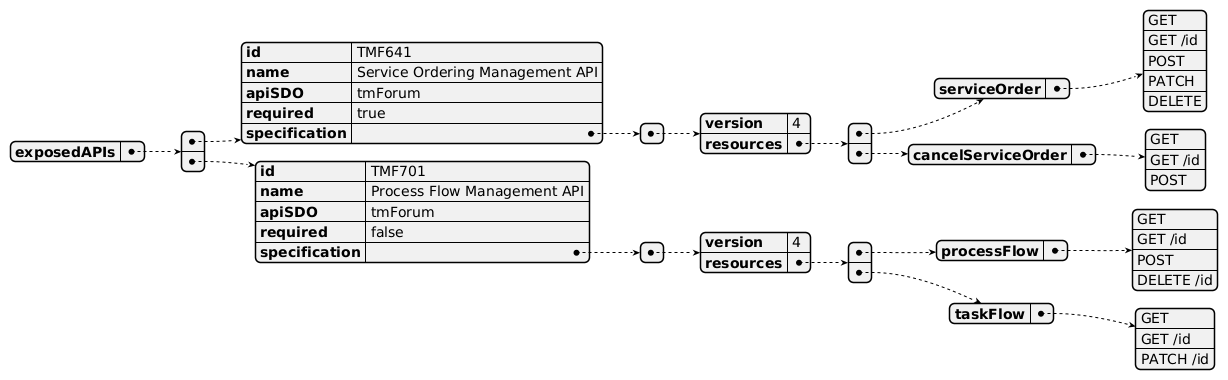 exposedAPIs
id TMF641
name Service Ordering Management API
apiSDO tmForum
required true
specification
version 4
resources
serviceOrder
GET
GET /id
POST
PATCH
DELETE
cancelServiceOrder
GET
GET /id
POST
id TMF701
name Process Flow Management API
apiSDO tmForum
required false
specification
version 4
resources
processFlow
GET
GET /id
POST
DELETE /id
taskFlow
GET
GET /id
PATCH /id